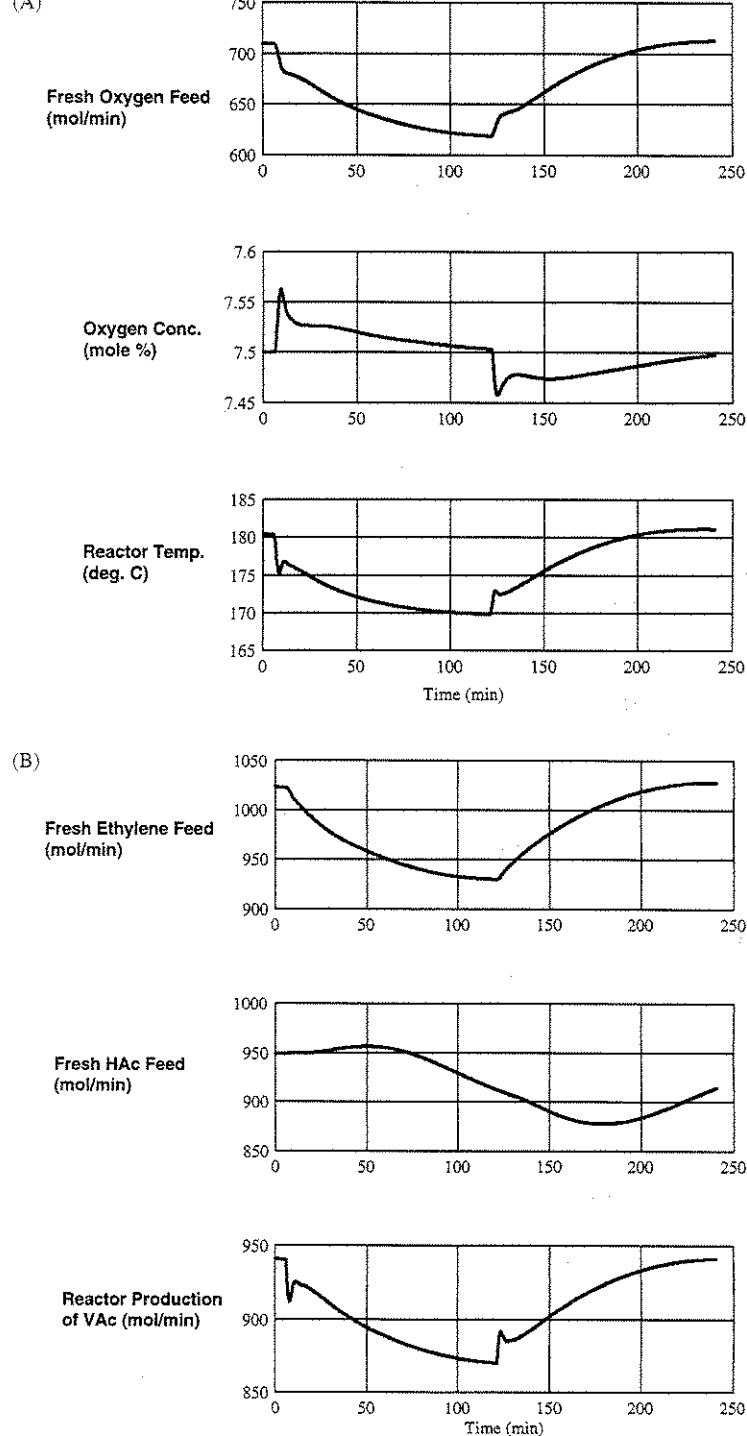 (A)
750
700
650
600
Fresh Oxygen Feed
(mol/min)
0 50 100 150 200 250
7.6
7.55
7.5
7.45
Oxygen Conc.
(mole %)
0 50 100 150 200 250
185
180
175
170
165
Reactor Temp.
(deg. C)
0 50 100 150 200 250
Time (min)
(B)
1050
1000
950
900
Fresh Ethylene Feed
(mol/min)
0 50 100 150 200 250
1000
950
900
850
Fresh HAc Feed
(mol/min)
0 50 100 150 200 250
950
900
850
Reactor Production
of VAc (mol/min)
0 50 100 150 200 250
Time (min)